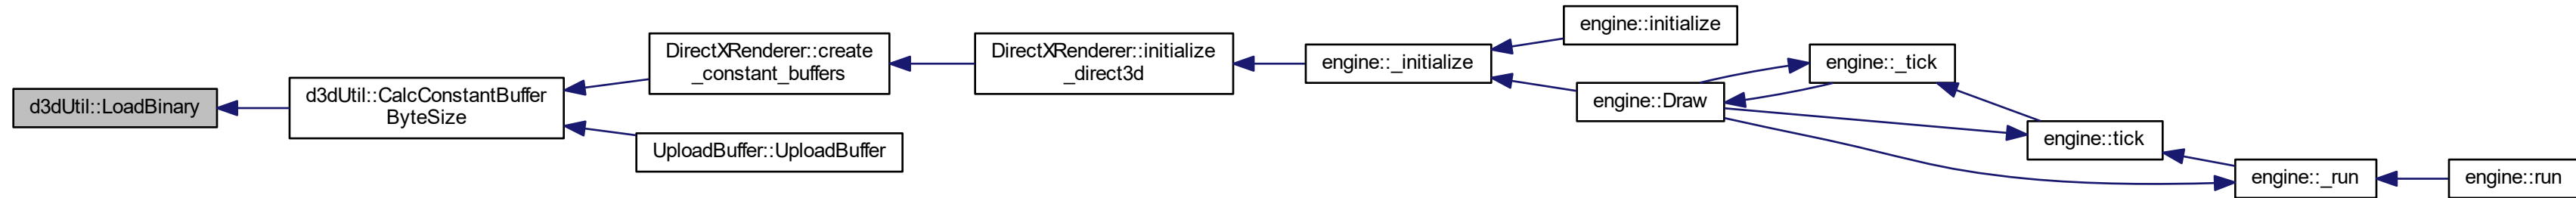 d3dUtil::LoadBinary
d3dUtil::CalcConstantBuffer
ByteSize
DirectXRenderer::create
_constant_buffers
UploadBuffer::UploadBuffer
DirectXRenderer::initialize
_direct3d
engine::_initialize
engine::initialize
engine::Draw
engine::_tick
engine::tick
engine::_run
engine::run